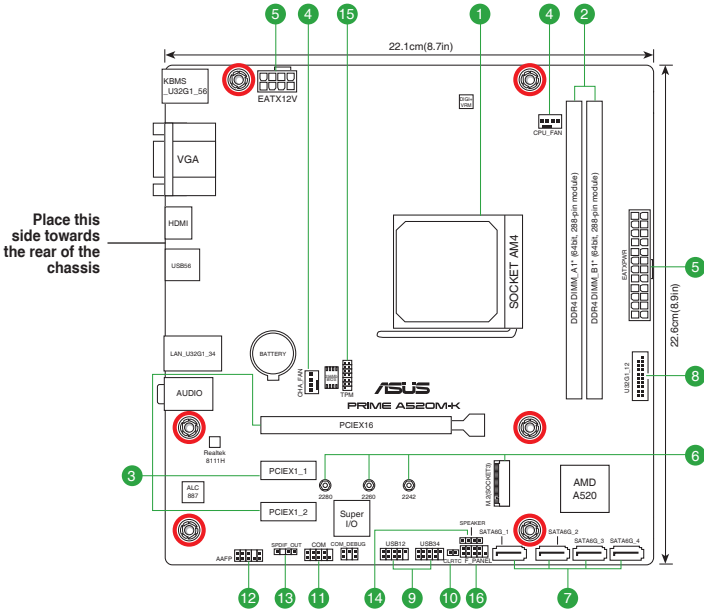 5
4
15
1
4
2
22.1cm(8.7in)
KBMS
_U32G1_56
EATX12V
DIGI+
VRM
CPU_FAN
VGA
DDR4 DIMM_A1* (64bit, 288-pin module)
DDR4 DIMM_B1* (64bit, 288-pin module)
Place this
side towards
the rear of the
chassis
HDMI
USB56
SOCKET AM4
EATXPWR
5
22.6cm(8.9in)
LAN_U32G1_34
BATTERY
CHA_FAN
TPM
U32G1_12
8
AUDIO
ASUS
PRIME A520M-K
PCIEX16
Realtek
8111H
3
PCIEX1_1
6
ALC
887
2280
2260
2242
M.2(SOCKET3)
AMD
A520
PCIEX1_2
Super
I/O
SPEAKER
SATA6G_1
SATA6G_2
SATA6G_3
SATA6G_4
AAFP
SPDIF_OUT
COM
COM_DEBUG
USB12
USB34
CLRTC
F_PANEL
12
13
11
14
9
10
16
7